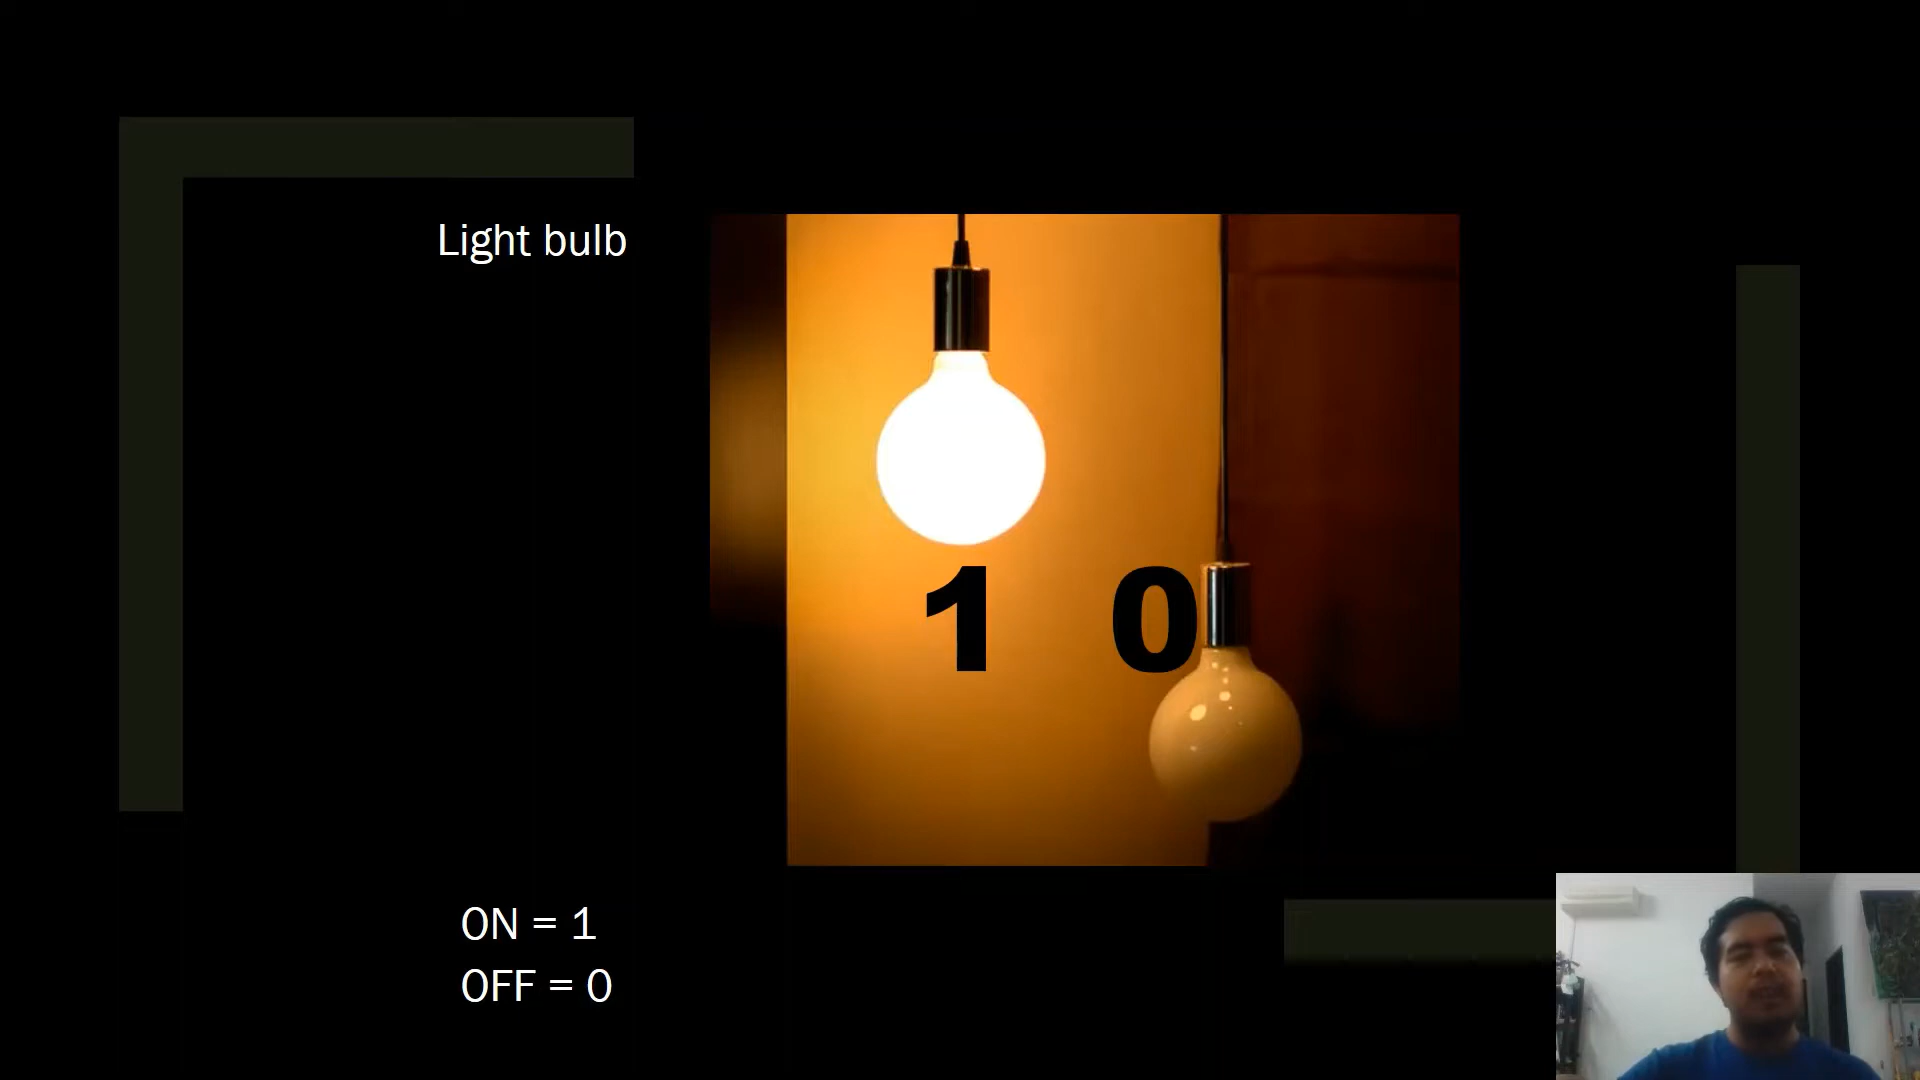 Light bulb
1 0
ON = 1
OFF = 0